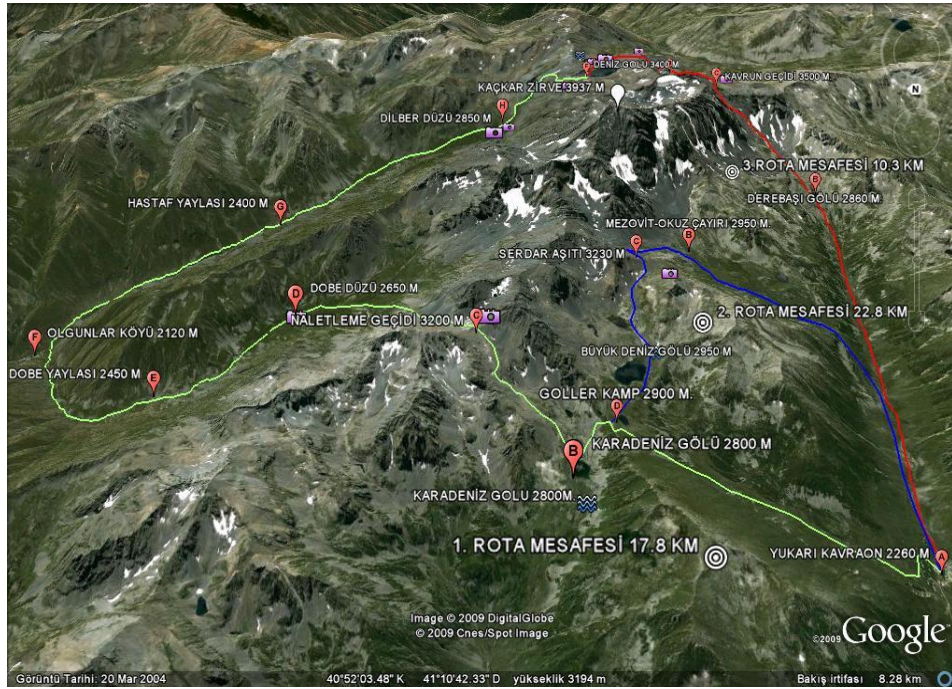 DENİZ GÖLÜ 3400 M
KAVRUN GEÇİDİ 3500 M.
KAÇKAR ZİRVE 3937 M
N
H
DİLBER DÜZÜ 2850 M
3.ROTA MESAFESİ 10.3 KM
B
DEREBAŞI GÖLÜ 2860 M.
HASTAF YAYLASI 2400 M
G
MEZOVİT-OKUZ ÇAYIRI 2950 M.
B
C
SERDAR AŞITI 3230 M
D
DOBE DÜZÜ 2650 M
NALETLEME GEÇİDİ 3200 M
C
2. ROTA MESAFESİ 22.8 KM
F
OLGUNLAR KÖYÜ 2120 M
BÜYÜK DENİZ GÖLÜ 2950 M
DOBE YAYLASI 2450 M
E
GOLLER KAMP 2900 M.
D
B
KARADENİZ GÖLÜ 2800 M
KARADENİZ GOLU 2800M.
1. ROTA MESAFESİ 17.8 KM
YUKARI KAVRAON 2260 M
A
Image © 2009 DigitalGlobe
© 2009 Cnes/Spot Image
©2009 Google
Görüntü Tarihi: 20 Mar 2004
40°52'03.48" K
41°10'42.33" D
yükseklik 3194 m
Bakış irtifası
8.28 km